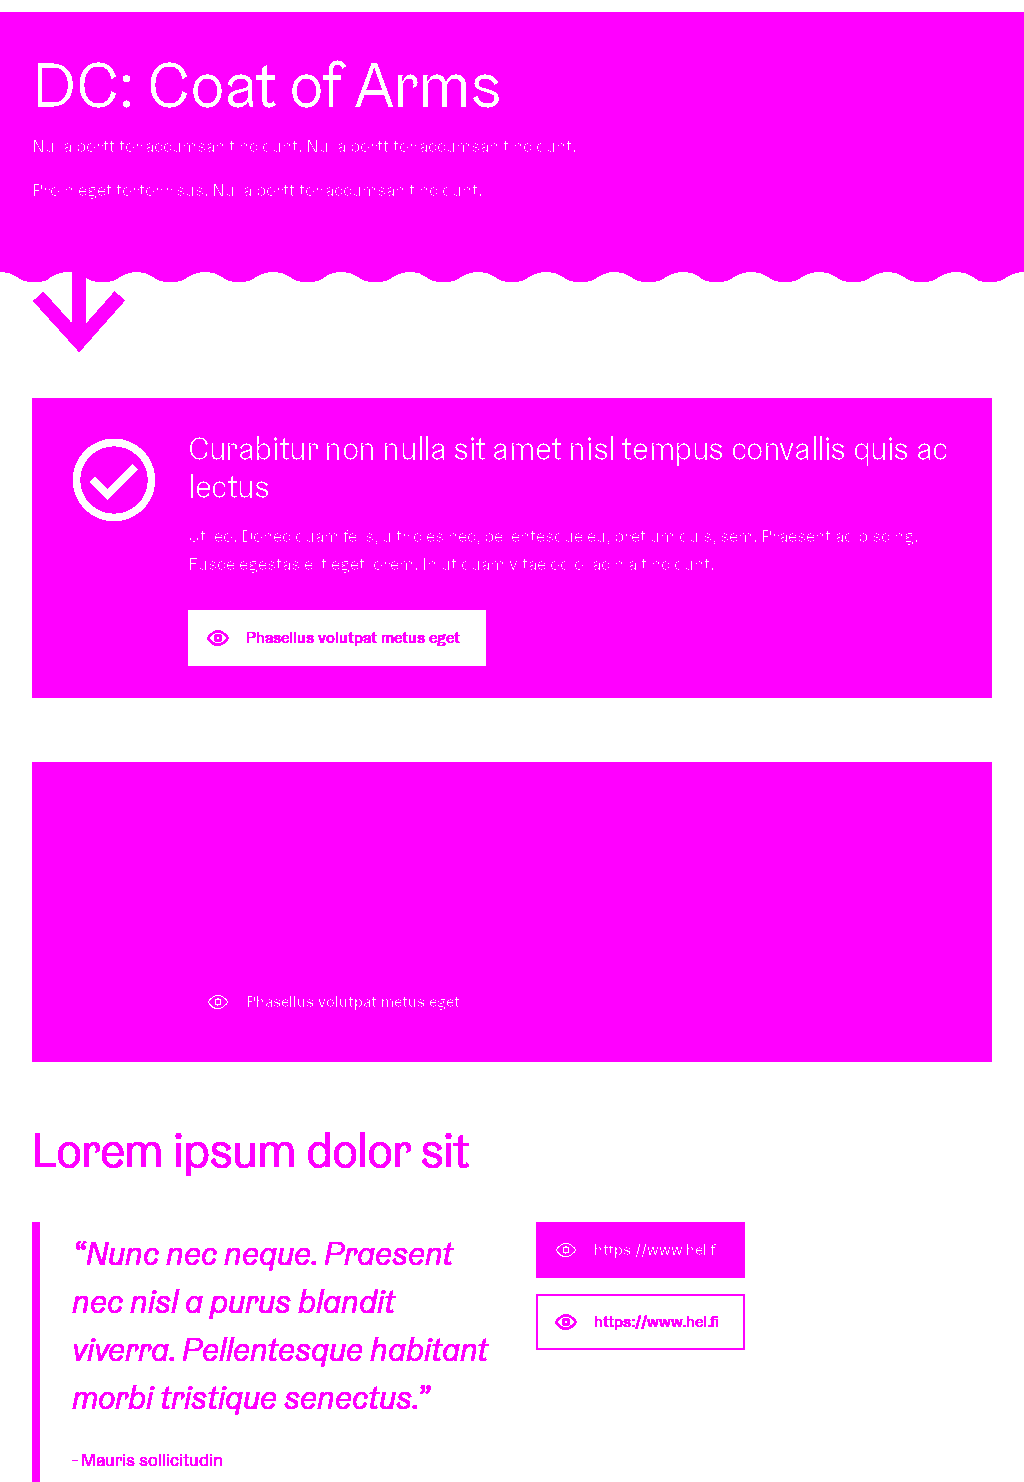 DC: Coat of Arms
Nulla porttitor accumsan tincidunt. Nulla porttitor accumsan tincidunt.
Proin eget tortor risus. Nulla porttitor accumsan tincidunt.
Curabitur non nulla sit amet nisl tempus convallis quis ac
lectus
Ut leo. Donec quam felis, ultricies nec, pellentesque eu, pretium quis, sem. Praesent adipiscing.
Fusce egestas elit eget lorem. In ut quam vitae odio lacinia tincidunt.
Phasellus volutpat metus eget
Phasellus volutpat metus eget
Lorem ipsum dolor sit
“Nunc nec neque. Praesent
nec nisl a purus blandit
viverra. Pellentesque habitant
morbi tristique senectus.”
- Mauris sollicitudin
https://www.hel.fi
https://www.hel.fi